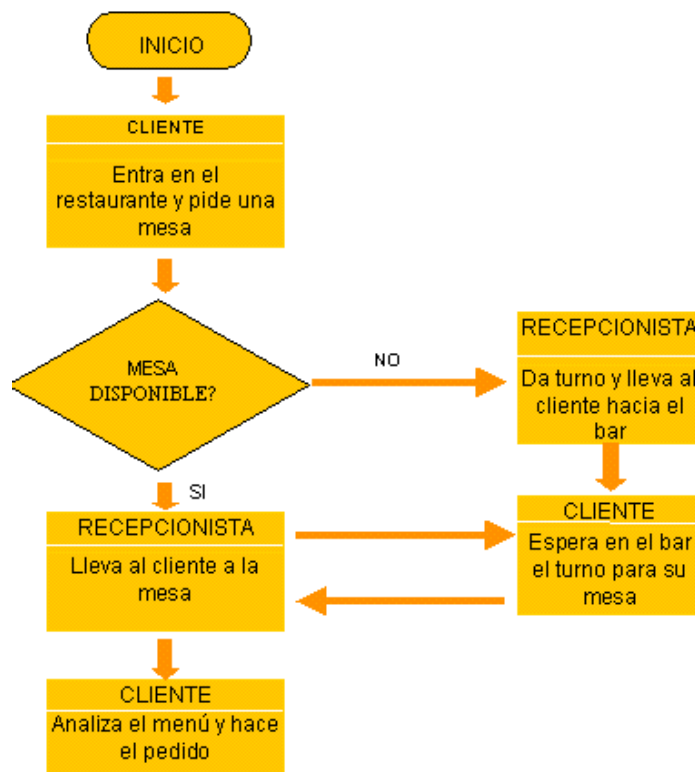 INICIO
CLIENTE
Entra en el
restaurante y pide una
mesa
MESA
DISPONIBLE?
NO
RECEPCIONISTA
Da turno y lleva al
cliente hacia el
bar
SI
RECEPCIONISTA
Lleva al cliente a la
mesa
CLIENTE
Espera en el bar
el turno para su
mesa
CLIENTE
Analiza el menú y hace
el pedido